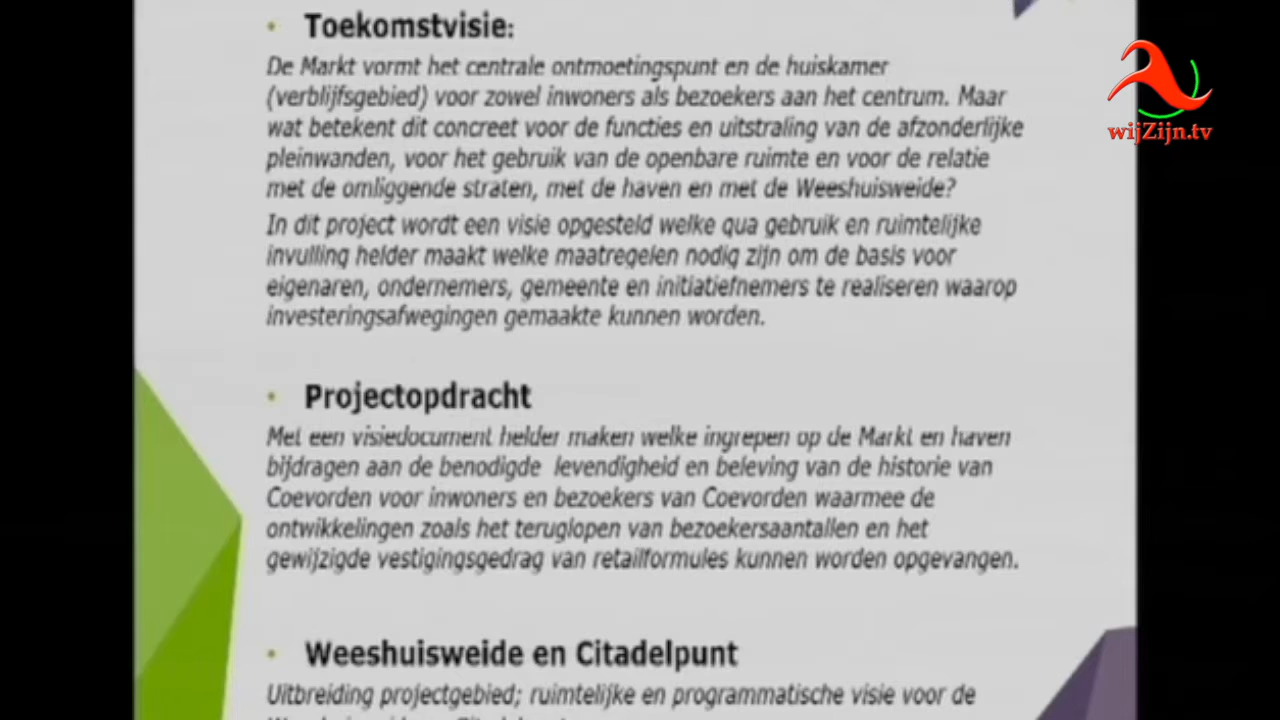 • Toekomstvisie:
De Markt vormt het centrale ontmoetingspunt en de huiskamer
(verblijfsgebied) voor zowel inwoners als bezoekers aan het centrum. Maar
wat betekent dit concreet voor de functies en uitstraling van de afzonderlijke
pleinwanden, voor het gebruik van de openbare ruimte en voor de relatie
met de omliggende straten, met de haven en met de Weeshuisweide?
In dit project wordt een visie opgesteld welke qua gebruik en ruimtelijke
invulling helder maakt welke maatregelen nodig zijn om de basis voor
eigenaren, ondernemers, gemeente en initiatiefnemers te realiseren waarop
investeringsafwegingen gemaakte kunnen worden.
• Projectopdracht
Met een visiedocument helder maken welke ingrepen op de Markt en haven
bijdragen aan de benodigde levendigheid en beleving van de historie van
Coevorden voor inwoners en bezoekers van Coevorden waarmee de
ontwikkelingen zoals het teruglopen van bezoekersaantallen en het
gewijzigde vestigingsgedrag van retailformules kunnen worden opgevangen.
• Weeshuisweide en Citadelpunt
Uitbreiding projectgebied; ruimtelijke en programmatische visie voor de
wijZijn.tv